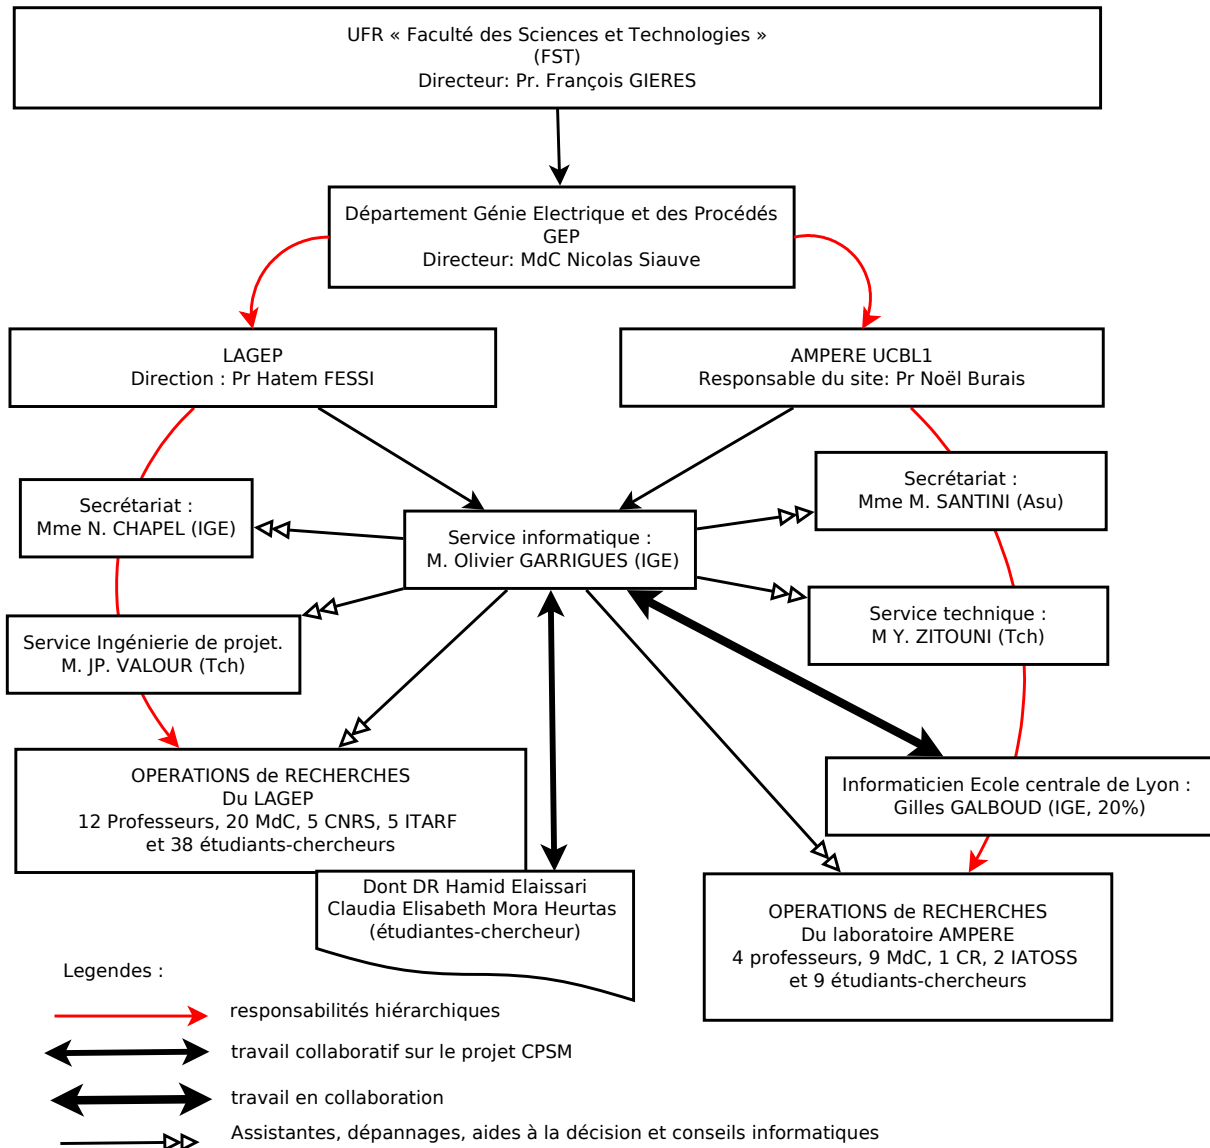 UFR « Faculté des Sciences et Technologies »
(FST)
Directeur: Pr. François GIERES
Département Génie Electrique et des Procédés
GEP
Directeur: MdC Nicolas Siauve
LAGEP
Direction : Pr Hatem FESSI
AMPERE UCBL1
Responsable du site: Pr Noël Burais
Secrétariat :
Mme N. CHAPEL (IGE)
Service informatique :
M. Olivier GARRIGUES (IGE)
Secrétariat :
Mme M. SANTINI (Asu)
Service Ingénierie de projet.
M. JP. VALOUR (Tch)
Service technique :
M Y. ZITOUNI (Tch)
OPERATIONS de RECHERCHES
Du LAGEP
12 Professeurs, 20 MdC, 5 CNRS, 5 ITARF
et 38 étudiants-chercheurs
Informaticien Ecole centrale de Lyon :
Gilles GALBOUD (IGE, 20%)
Dont DR Hamid Elaissari
Claudia Elisabeth Mora Heurtas
(étudiantes-chercheur)
OPERATIONS de RECHERCHES
Du laboratoire AMPERE
4 professeurs, 9 MdC, 1 CR, 2 IATOSS
et 9 étudiants-chercheurs
Legendes :
responsabilités hiérarchiques
travail collaboratif sur le projet CPSM
travail en collaboration
Assistantes, dépannages, aides à la décision et conseils informatiques